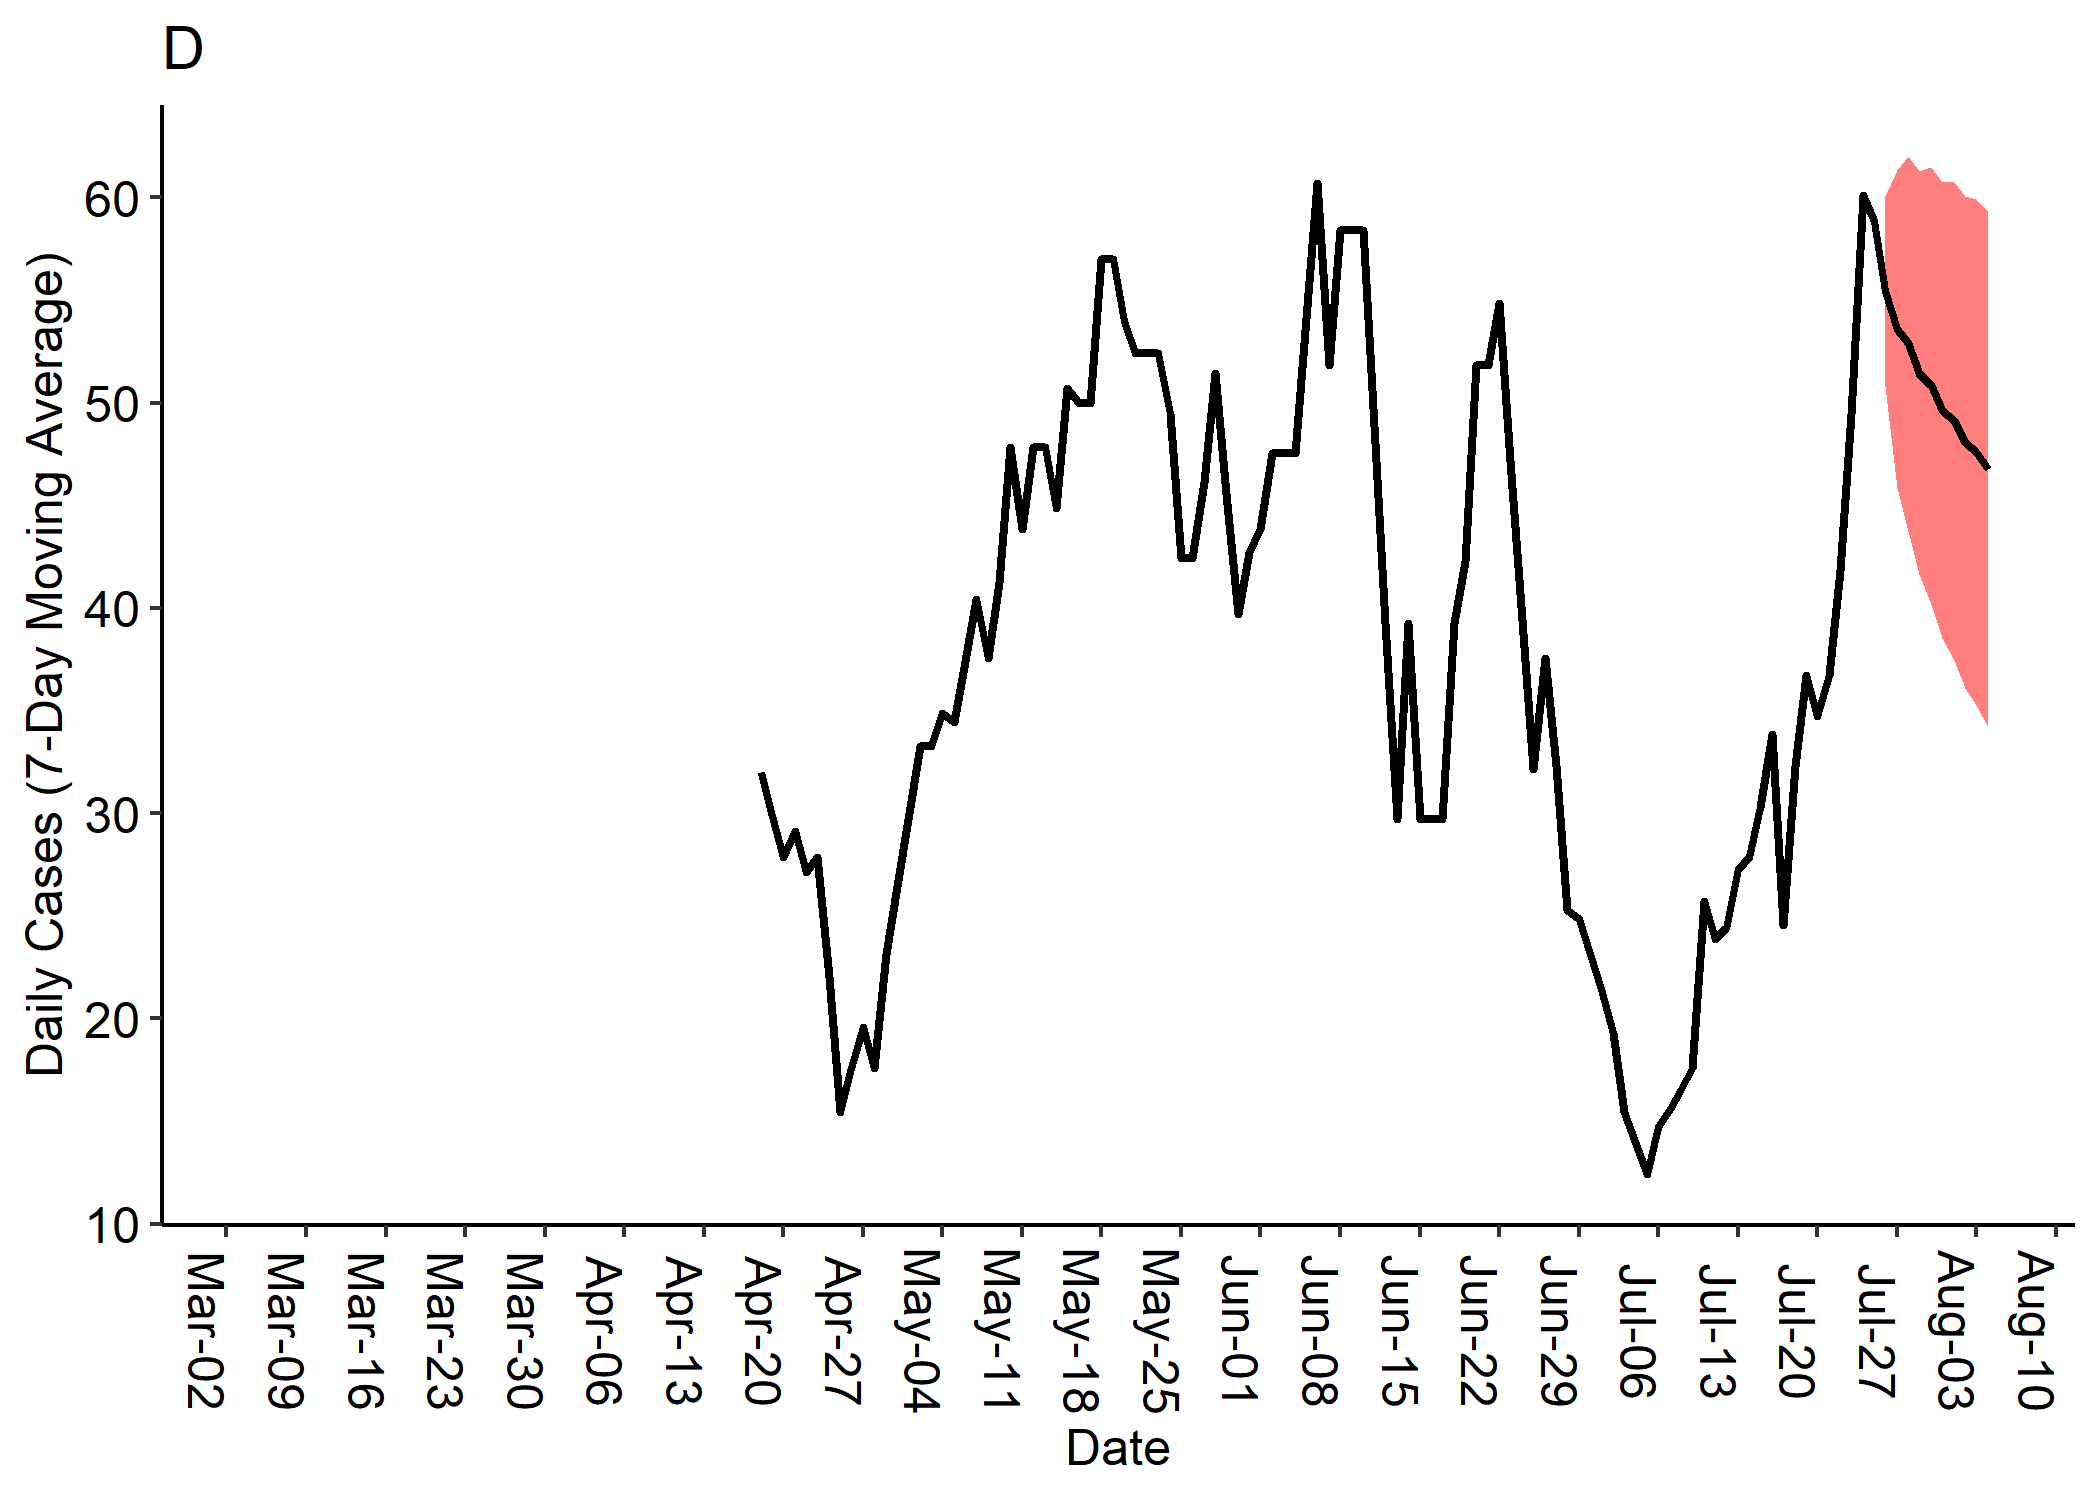 D
Daily Cases (7-Day Moving Average)
60
50
40
30
20
10
Mar-02
Mar-09
Mar-16
Mar-23
Mar-30
Apr-06
Apr-13
Apr-20
Apr-27
May-04
May-11
May-18
May-25
Jun-01
Jun-08
Jun-15
Jun-22
Jun-29
Jul-06
Jul-13
Jul-20
Jul-27
Aug-03
Aug-10
Date